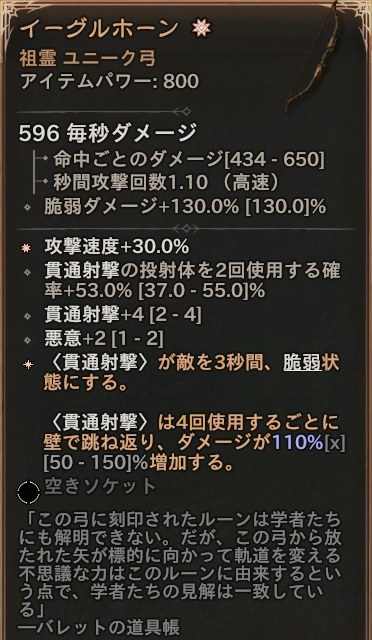 イーグルホーン
祖霊 ユニーク弓
アイテムパワー: 800
596 毎秒ダメージ
命中ごとのダメージ[434 - 650]
秒間攻撃回数1.10 （高速）
脆弱ダメージ+130.0% [130.0]%
攻撃速度+30.0%
貫通射撃の投射体を2回使用する確
率+53.0% [37.0 - 55.0]%
貫通射撃+4 [2 - 4]
悪意+2 [1 - 2]
〈貫通射撃〉が敵を3秒間、脆弱状
態にする。
〈貫通射撃〉は4回使用するごとに
壁で跳ね返り、ダメージが110%[x]
[50 - 150]%増加する。
空きソケット
「この弓に刻印されたルーンは学者たち
にも解明できない。だが、この弓から放
たれた矢が標的に向かって軌道を変える
不思議な力はこのルーンに由来するとい
う点で、学者たちの見解は一致してい
る」
—バレットの道具帳